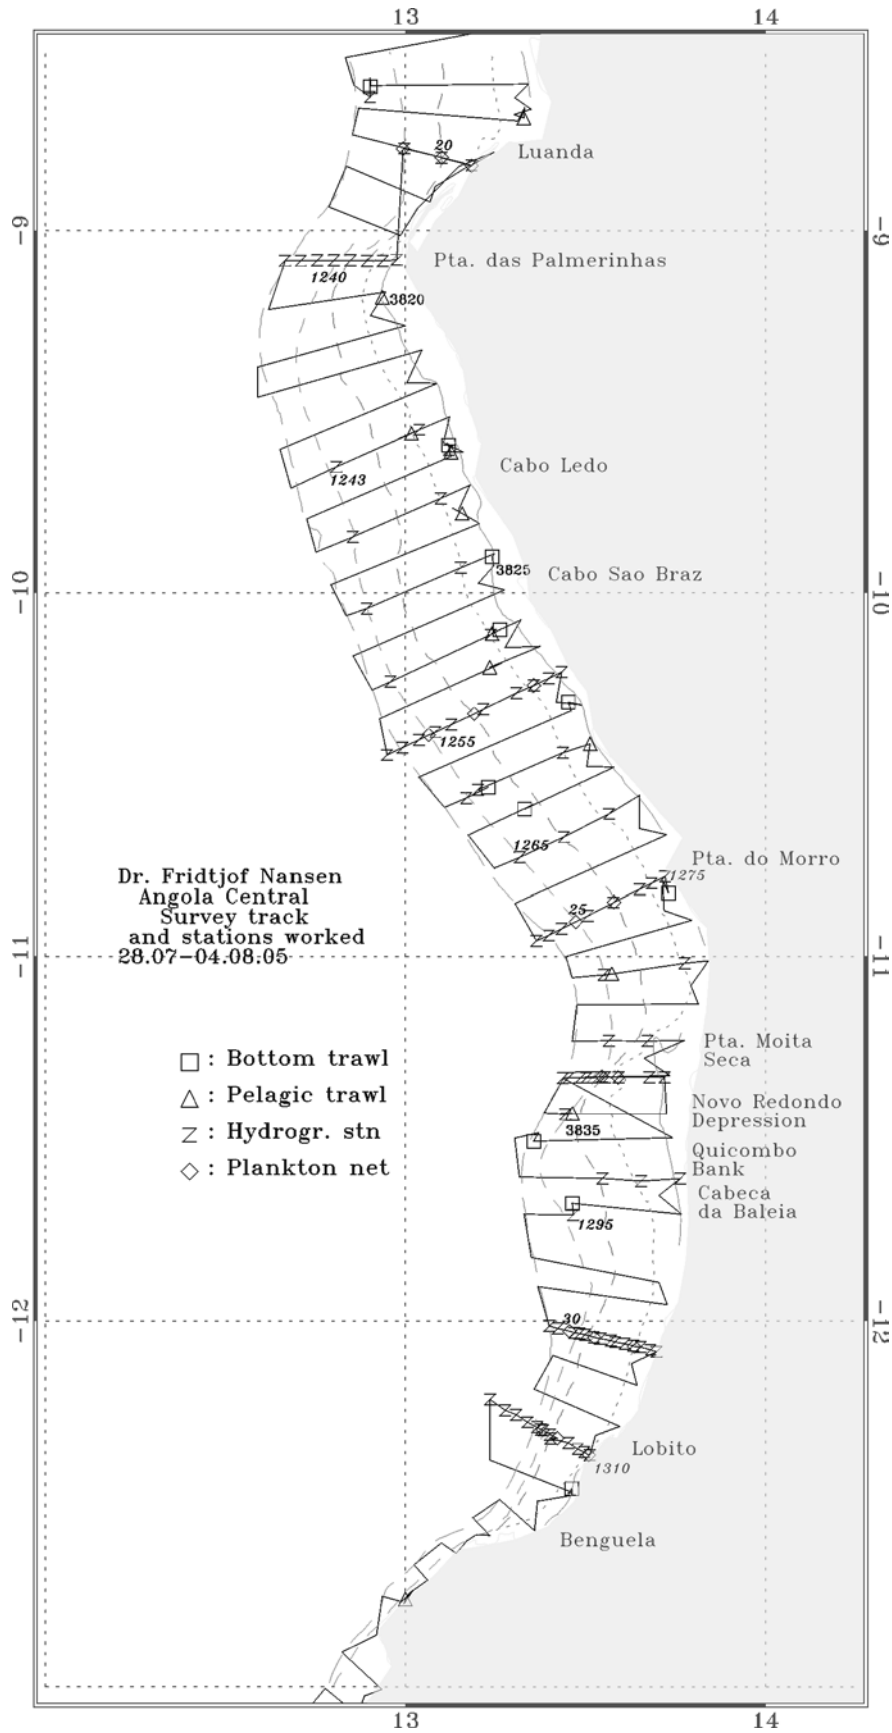 13 14
Luanda
20
-9 -9
Pta. das Palmerinhas
1240
3820
Cabo Ledo
1243
3825
Cabo Sao Braz
-10 -10
1255
1265
Pta. do Morro
1275
Dr. Fridtjof Nansen
Angola Central
Survey track
and stations worked
28.07-04.08.05
25
-11 -11
Pta. Moita
Seca
□ : Bottom trawl
△ : Pelagic trawl
Z : Hydrogr. stn
◇ : Plankton net
Novo Redondo
Depression
3835
Quicombo
Bank
Cabeca
da Baleia
1295
-12 -12
30
Lobito
1310
Benguela
13 14